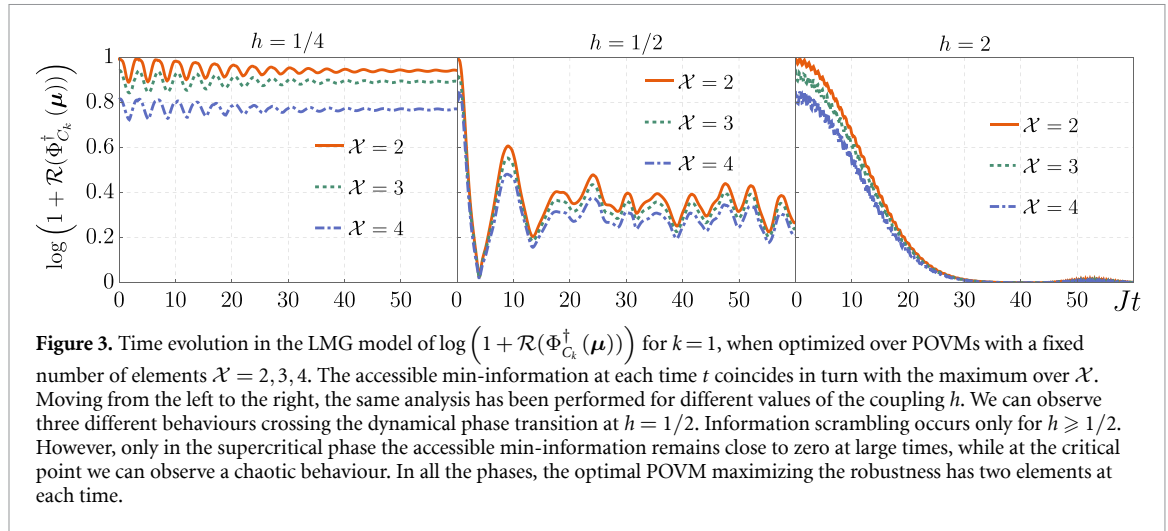 h = 1/4
h = 1/2
h = 2
log (1 + R(Φ†_{C_k}(μ)))
1
0.8
0.6
0.4
0.2
0
𝒳 = 2
𝒳 = 3
𝒳 = 4
𝒳 = 2
𝒳 = 3
𝒳 = 4
𝒳 = 2
𝒳 = 3
𝒳 = 4
0 10 20 30 40 50 0 10 20 30 40 50 0 10 20 30 40 50 Jt
Figure 3. Time evolution in the LMG model of log (1 + R(Φ†_{C_k}(μ))) for k = 1, when optimized over POVMs with a fixed
number of elements 𝒳 = 2, 3, 4. The accessible min-information at each time t coincides in turn with the maximum over 𝒳.
Moving from the left to the right, the same analysis has been performed for different values of the coupling h. We can observe
three different behaviours crossing the dynamical phase transition at h = 1/2. Information scrambling occurs only for h ⩾ 1/2.
However, only in the supercritical phase the accessible min-information remains close to zero at large times, while at the critical
point we can observe a chaotic behaviour. In all the phases, the optimal POVM maximizing the robustness has two elements at
each time.